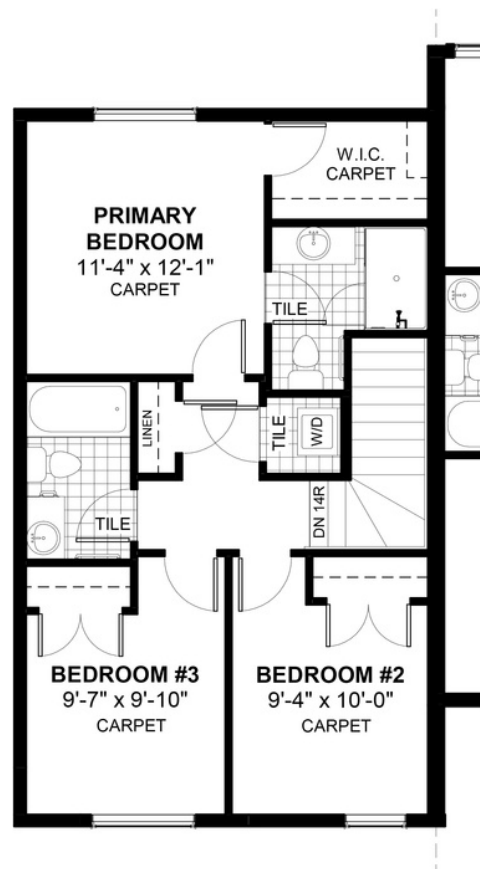 W.I.C.
CARPET
PRIMARY
BEDROOM
11'-4" x 12'-1"
CARPET
TILE
LINEN
TILE
W/D
TILE
DN 14R
BEDROOM #3
9'-7" x 9'-10"
CARPET
BEDROOM #2
9'-4" x 10'-0"
CARPET